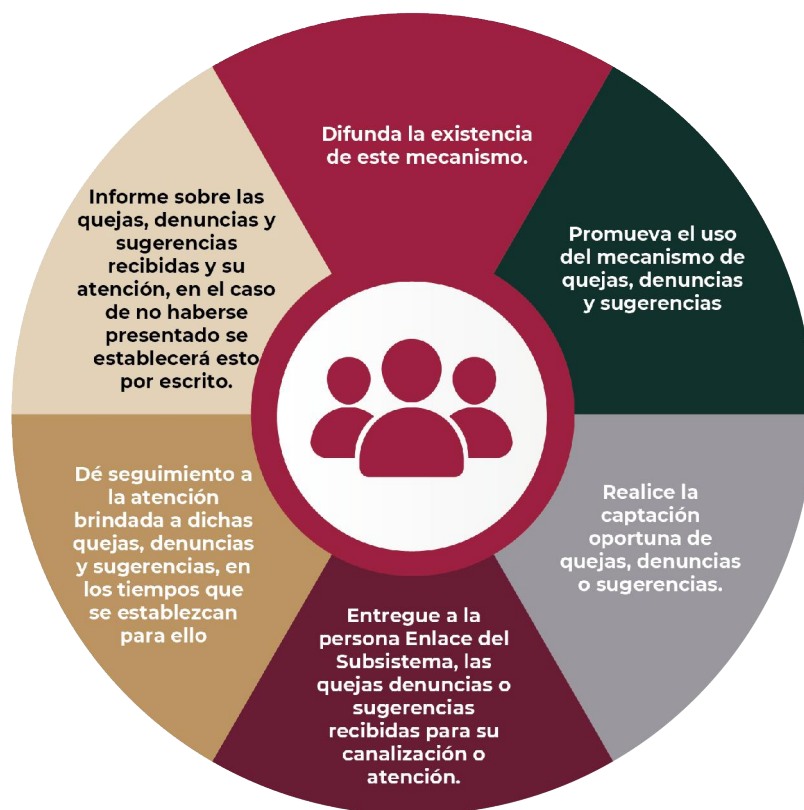 Difunda la existencia
de este mecanismo.
Promueva el uso
del mecanismo de
quejas, denuncias
y sugerencias
Realice la
captación
oportuna de
quejas, denuncias
o sugerencias.
Entregue a la
persona Enlace del
Subsistema, las
quejas denuncias o
sugerencias
recibidas para su
canalización o
atención.
Dé seguimiento a
la atención
brindada a dichas
quejas, denuncias
y sugerencias, en
los tiempos que
se establezcan
para ello
Informe sobre las
quejas, denuncias y
sugerencias
recibidas y su
atención, en el caso
de no haberse
presentado se
establecerá esto
por escrito.